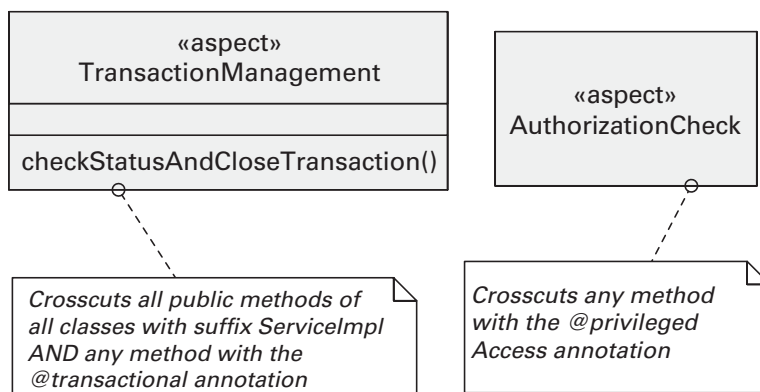 «aspect»
TransactionManagement
checkStatusAndCloseTransaction()
«aspect»
AuthorizationCheck
Crosscuts all public methods of
all classes with suffix ServiceImpl
AND any method with the
@transactional annotation
Crosscuts any method
with the @privileged
Access annotation